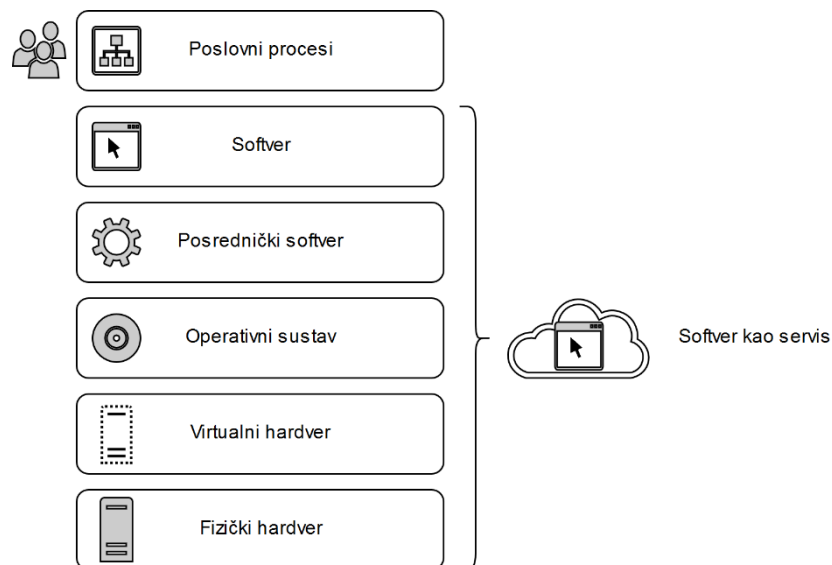 Poslovni procesi
Softver
Posrednički softver
Operativni sustav
Softver kao servis
Virtualni hardver
Fizički hardver